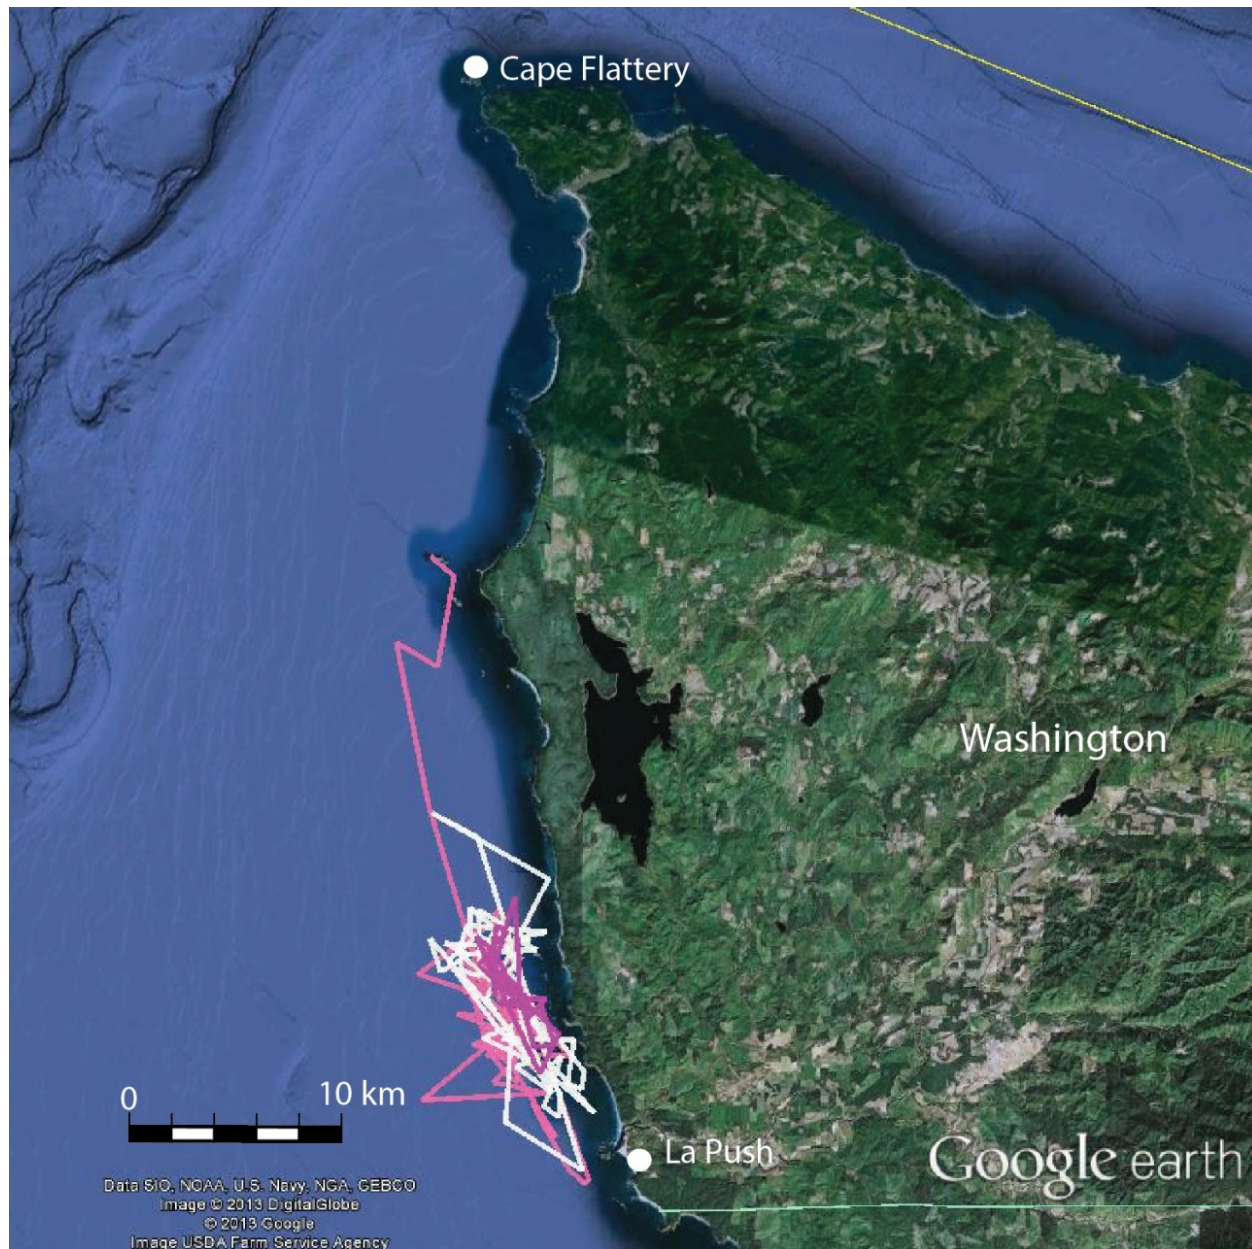 Cape Flattery
Washington
0 10 km
La Push
Google earth
Data SIO, NOAA, U.S. Navy, NGA, GEBCO
Image © 2013 DigitalGlobe
© 2013 Google
Image USDA Farm Service Agency